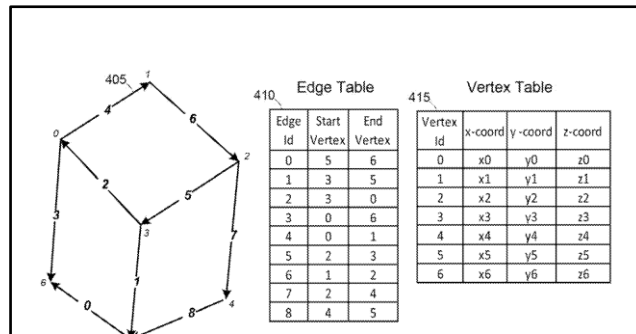 405
1
4
6
0
2
2
5
3
3
7
1
6
0
8
4
Edge Table
410
Edge Id Start Vertex End Vertex
0 5 6
1 3 5
2 3 0
3 0 6
4 0 1
5 2 3
6 1 2
7 2 4
8 4 5
Vertex Table
415
Vertex Id x-coord y-coord z-coord
0 x0 y0 z0
1 x1 y1 z1
2 x2 y2 z2
3 x3 y3 z3
4 x4 y4 z4
5 x5 y5 z5
6 x6 y6 z6